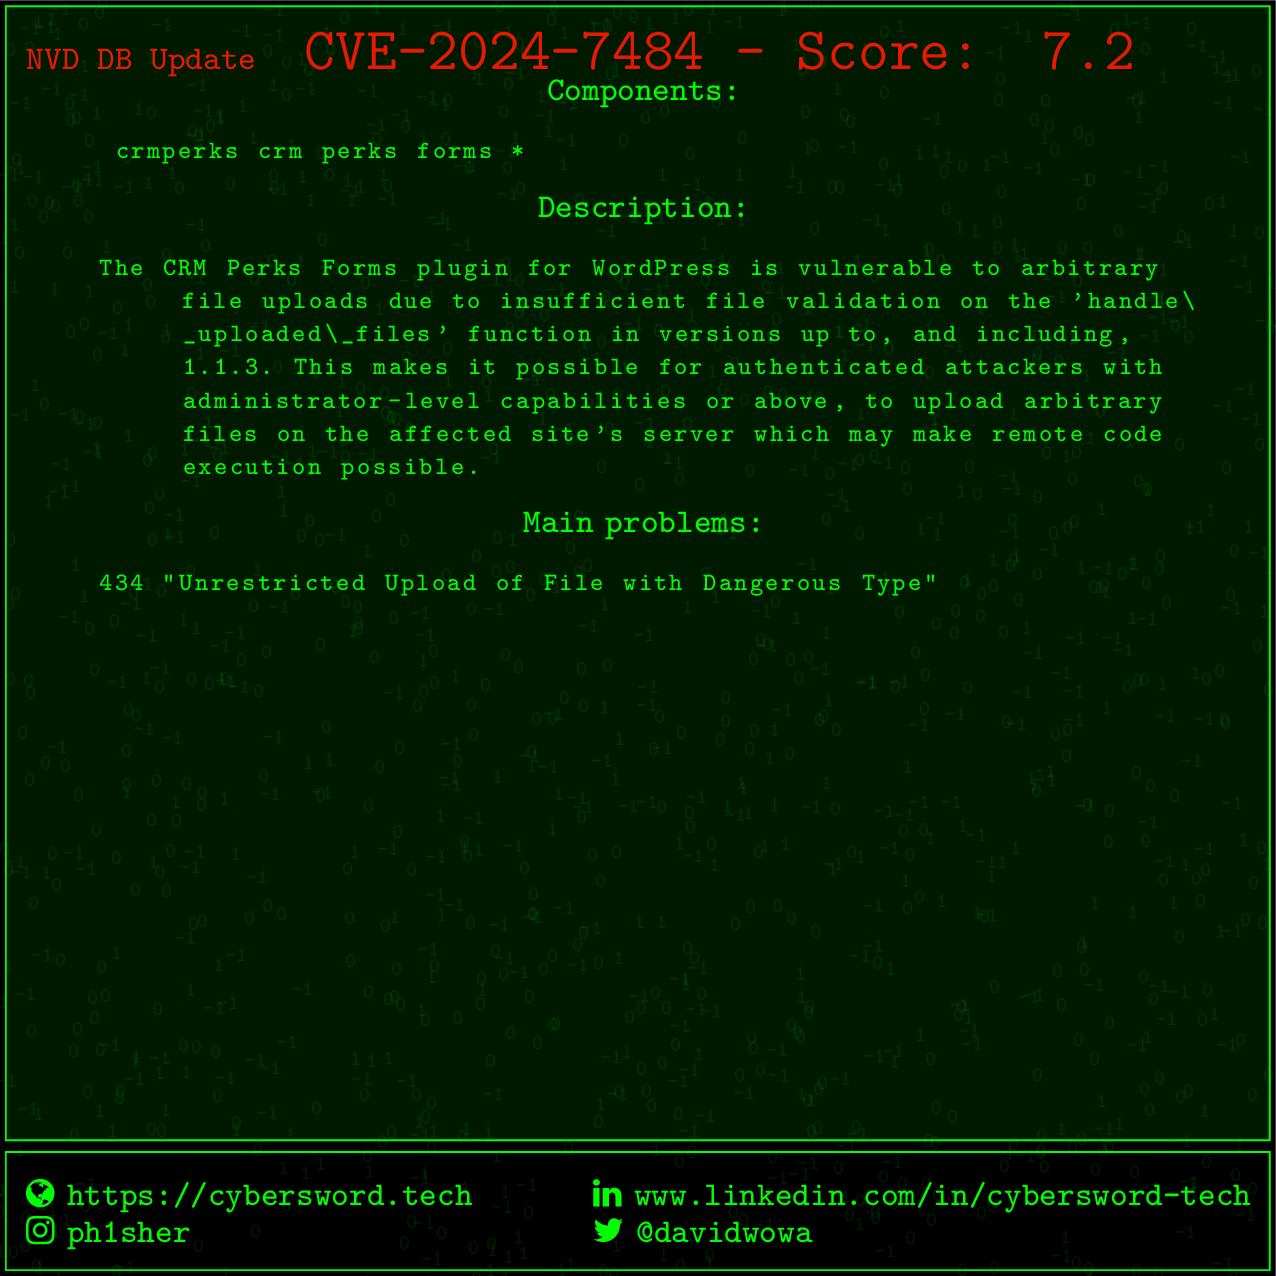 NVD DB Update CVE-2024-7484 - Score: 7.2
Components:
crmperks crm perks forms *
Description:
The CRM Perks Forms plugin for WordPress is vulnerable to arbitrary
file uploads due to insufficient file validation on the 'handle\
_uploaded\_files' function in versions up to, and including,
1.1.3. This makes it possible for authenticated attackers with
administrator-level capabilities or above, to upload arbitrary
files on the affected site's server which may make remote code
execution possible.
Main problems:
434 "Unrestricted Upload of File with Dangerous Type"
https://cybersword.tech
www.linkedin.com/in/cybersword-tech
ph1sher
@davidwowa